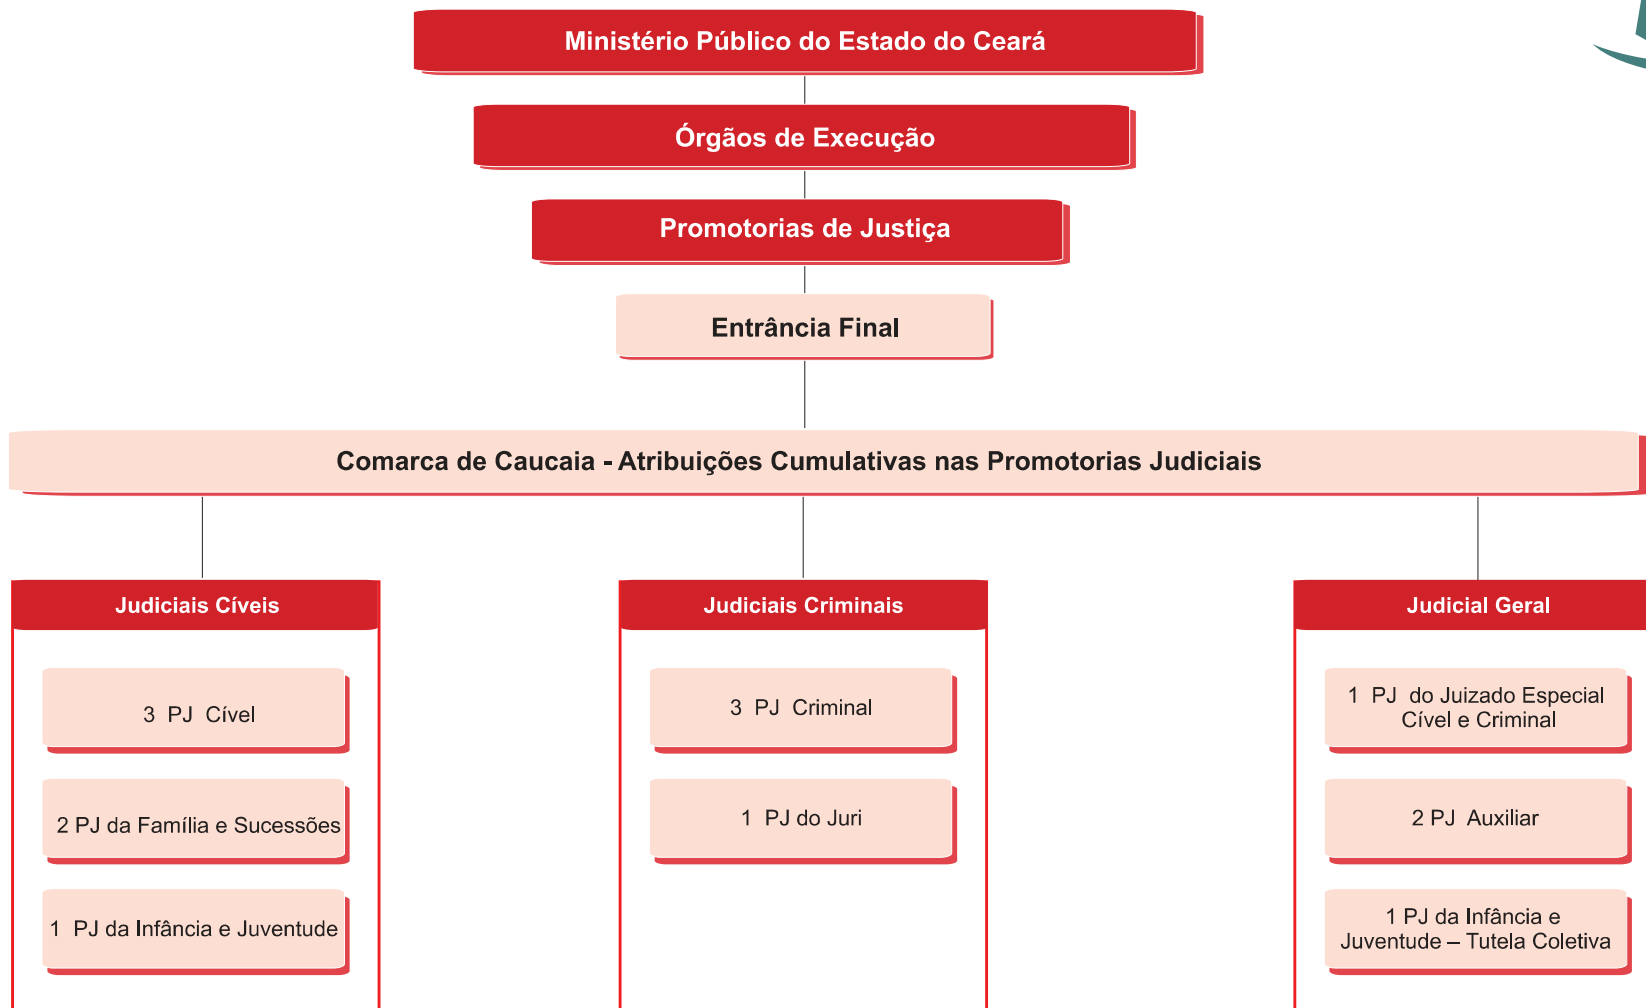 Ministério Público do Estado do Ceará
Órgãos de Execução
Promotorias de Justiça
Entrância Final
Comarca de Caucaia - Atribuições Cumulativas nas Promotorias Judiciais
Judiciais Cíveis
3 PJ Cível
2 PJ da Família e Sucessões
1 PJ da Infância e Juventude
Judiciais Criminais
3 PJ Criminal
1 PJ do Juri
Judicial Geral
1 PJ do Juizado Especial
Cível e Criminal
2 PJ Auxiliar
1 PJ da Infância e
Juventude – Tutela Coletiva